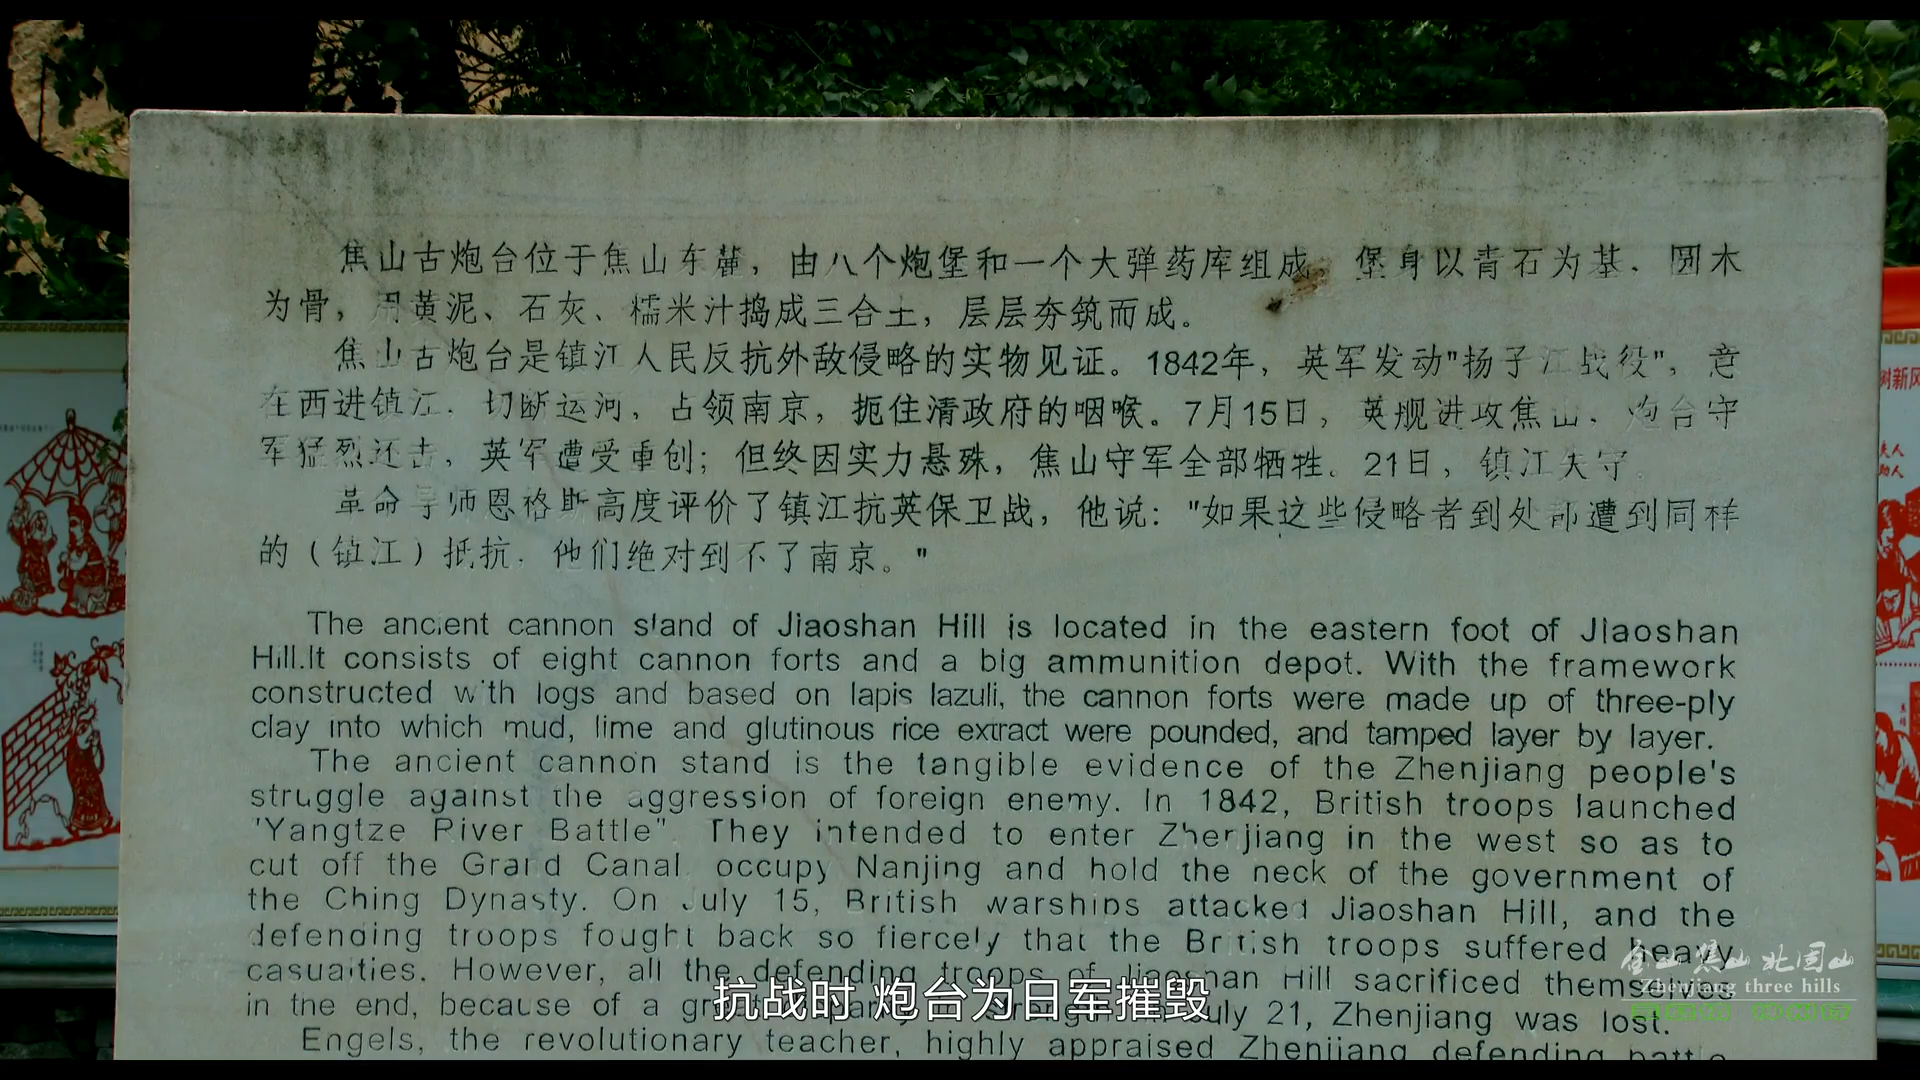 焦山古炮台位于焦山东麓，由八个炮堡和一个大弹药库组成。堡身以青石为基、圆木
为骨，用黄泥、石灰、糯米汁捣成三合土，层层夯筑而成。
焦山古炮台是镇江人民反抗外敌侵略的实物见证。1842年，英军发动"扬子江战役"，意
在西进镇江，切断运河，占领南京，扼住清政府的咽喉。7月15日，英舰进攻焦山，炮台守
军猛烈还击，英军遭受重创；但终因实力悬殊，焦山守军全部牺牲。21日，镇江失守。
革命导师恩格斯高度评价了镇江抗英保卫战，他说："如果这些侵略者到处都遭到同样
的（镇江）抵抗，他们绝对到不了南京。"
The ancient cannon stand of Jiaoshan Hill is located in the eastern foot of Jiaoshan
Hill.It consists of eight cannon forts and a big ammunition depot. With the framework
constructed with logs and based on lapis lazuli, the cannon forts were made up of three-ply
clay into which mud, lime and glutinous rice extract were pounded, and tamped layer by layer.
The ancient cannon stand is the tangible evidence of the Zhenjiang people's
struggle against the aggression of foreign enemy. In 1842, British troops launched
"Yangtze River Battle". They intended to enter Zhenjiang in the west so as to
cut off the Grand Canal, occupy Nanjing and hold the neck of the government of
the Ching Dynasty. On July 15, British warships attacked Jiaoshan Hill, and the
defending troops fought back so fiercely that the British troops suffered heavy
casualties. However, all the defending troops of Jiaoshan Hill sacrificed themselves
in the end, because of a July 21, Zhenjiang was lost.
Engels, the revolutionary teacher, highly appraised Zhenjiang defending battle
抗战时 炮台为日军摧毁
金山 焦山 北固山
Zhenjiang three hills
树新风
夫人
助人